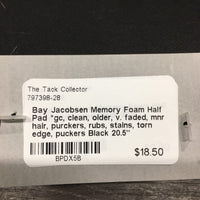 The Tack Collector
797398-28
Bay Jacobsen Memory Foam Half
Pad *gc, clean, older, v. faded, mnr
hair, purckers, rubs, stains, torn
edge, puckers Black 20.5"
BPDX5B
$18.50